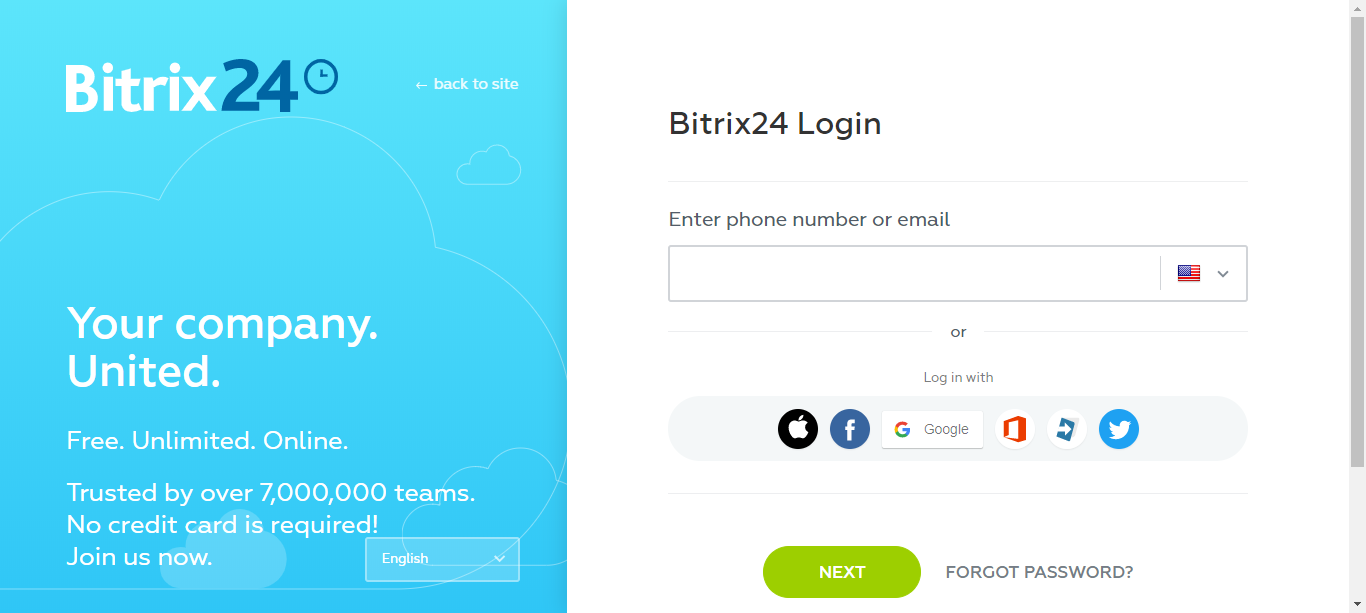 Bitrix24
← back to site
Your company.
United.
Free. Unlimited. Online.
Trusted by over 7,000,000 teams.
No credit card is required!
Join us now.
English
Bitrix24 Login
Enter phone number or email
or
Log in with
f
Google
NEXT
FORGOT PASSWORD?